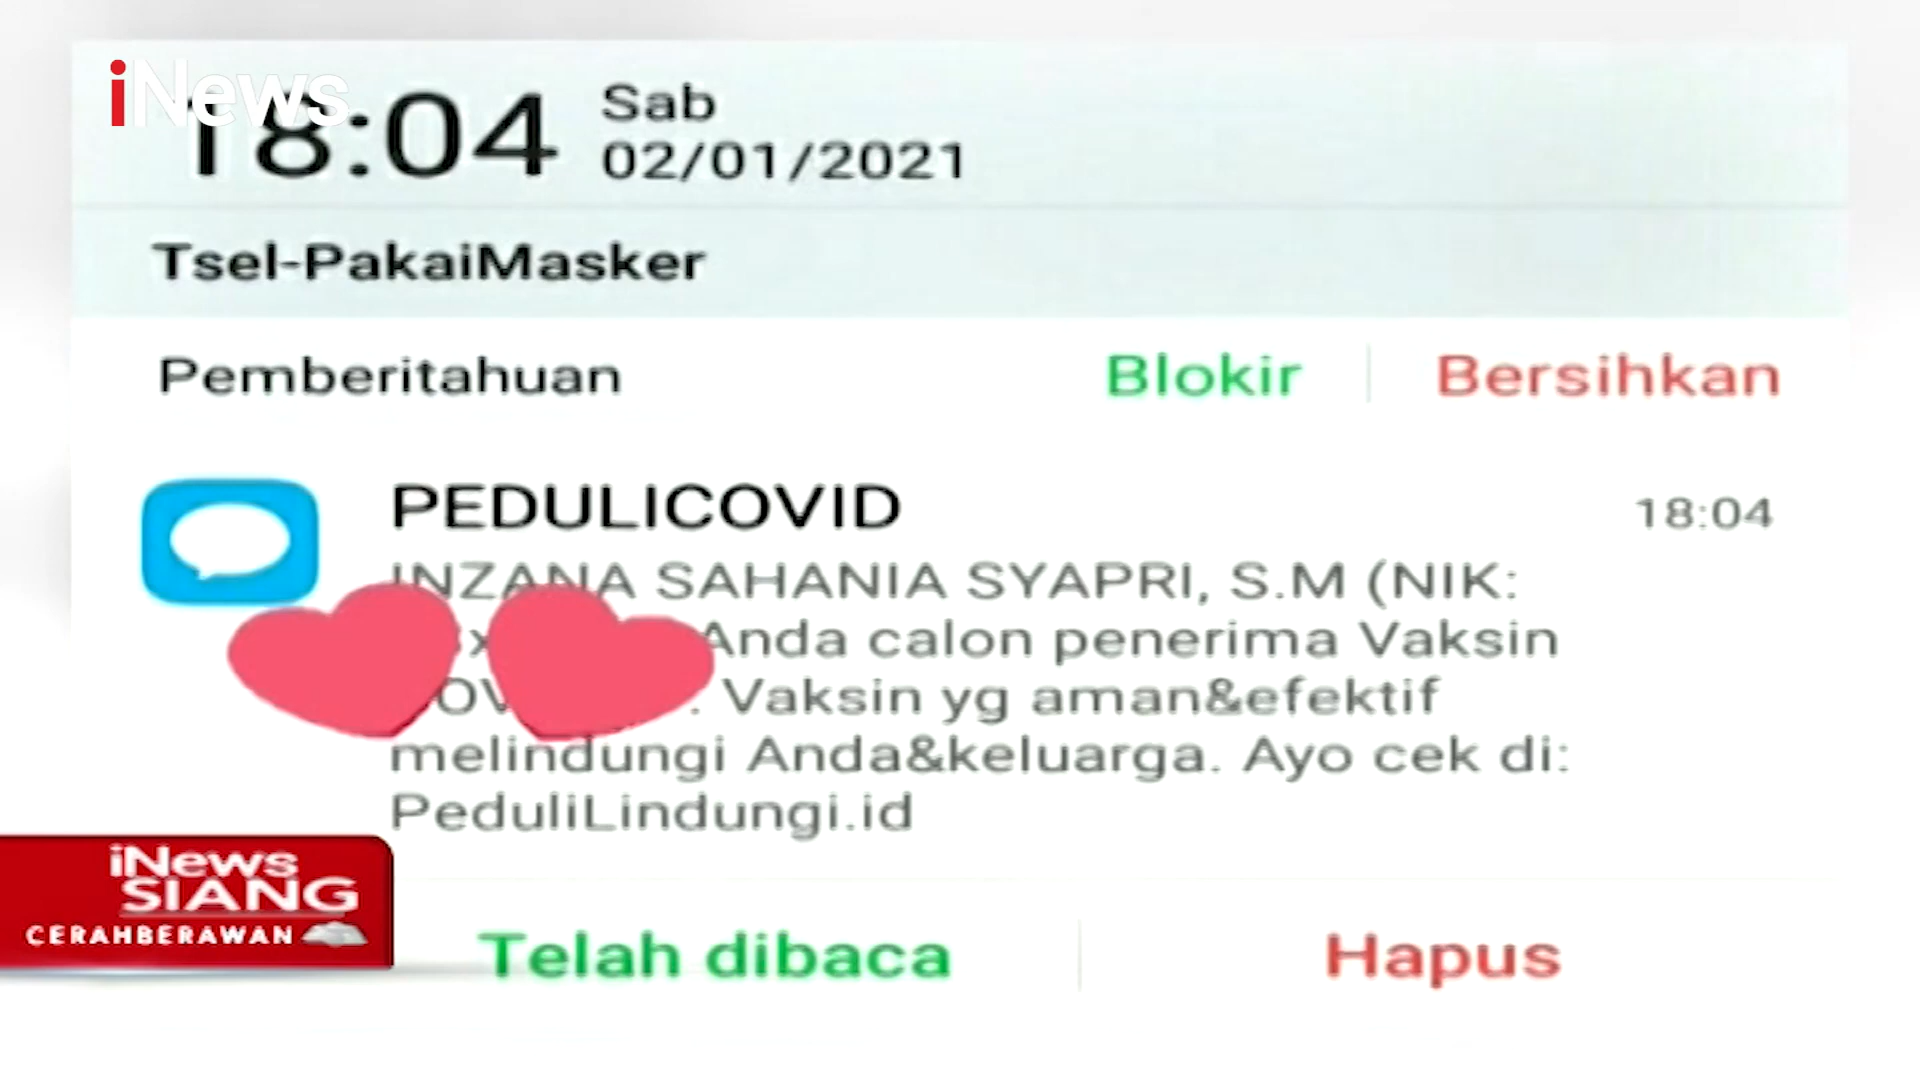 iNews
18:04
Sab
02/01/2021
Tsel-PakaiMasker
Pemberitahuan Blokir Bersihkan
PEDULICOVID 18:04
INZANA SAHANIA SYAPRI, S.M (NIK:
Anda calon penerima Vaksin
. Vaksin yg aman&efektif
melindungi Anda&keluarga. Ayo cek di:
PeduliLindungi.id
iNews
SIANG
CERAHBERAWAN
Telah dibaca Hapus